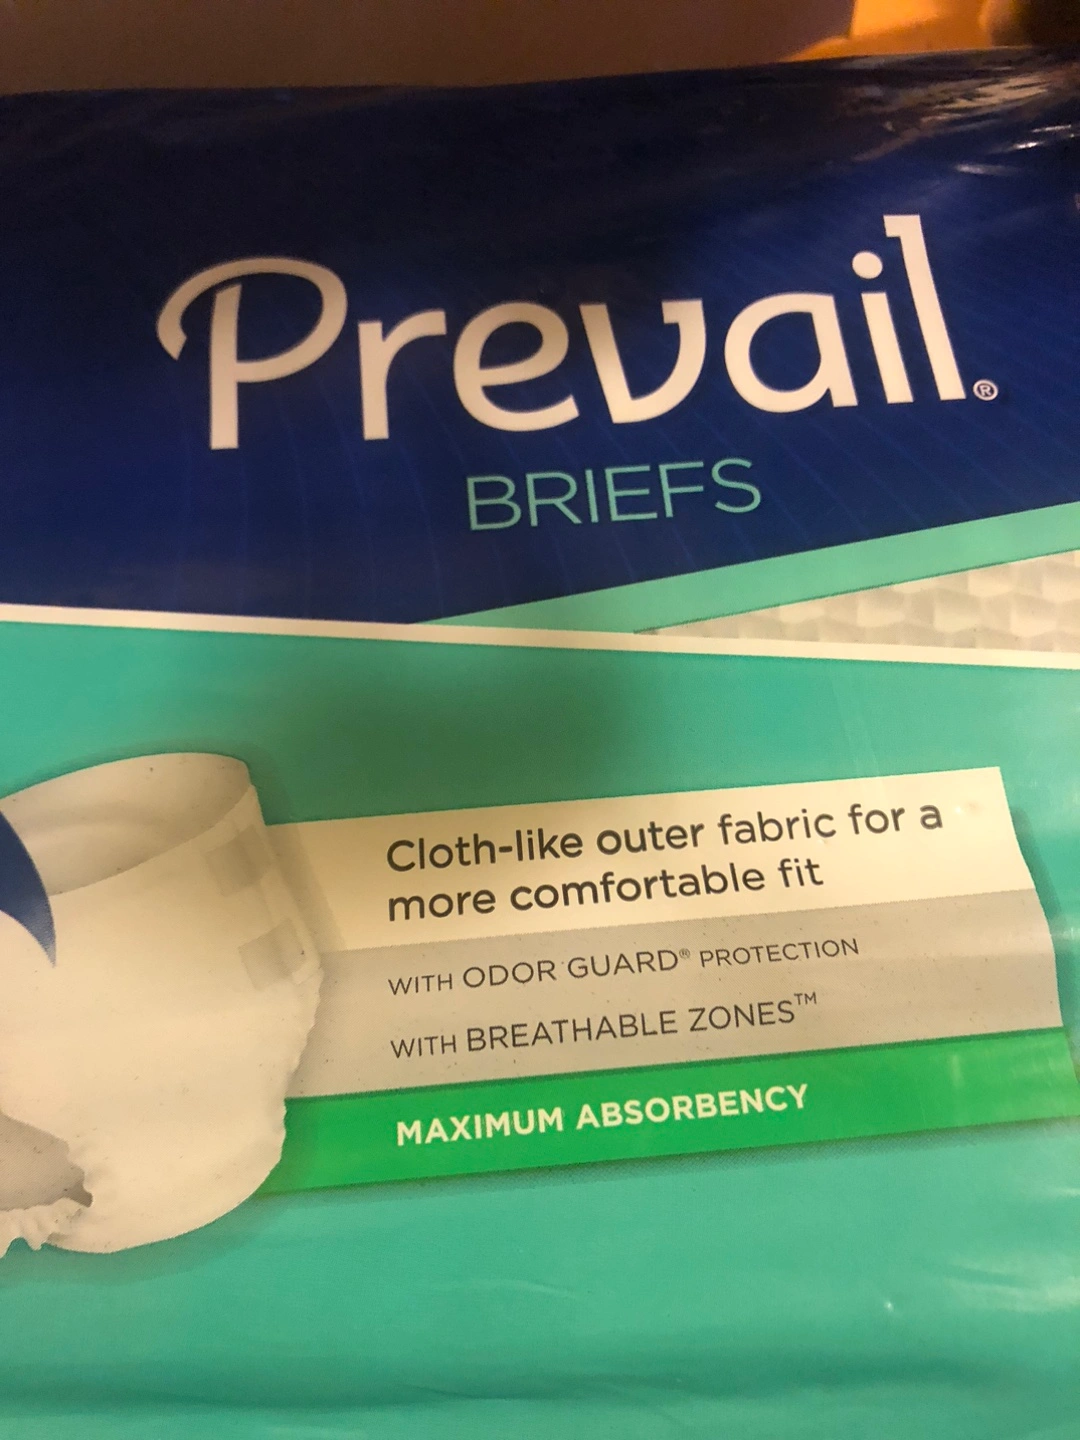 Prevail®
BRIEFS
Cloth-like outer fabric for a
more comfortable fit
WITH ODOR GUARD® PROTECTION
WITH BREATHABLE ZONES™
MAXIMUM ABSORBENCY